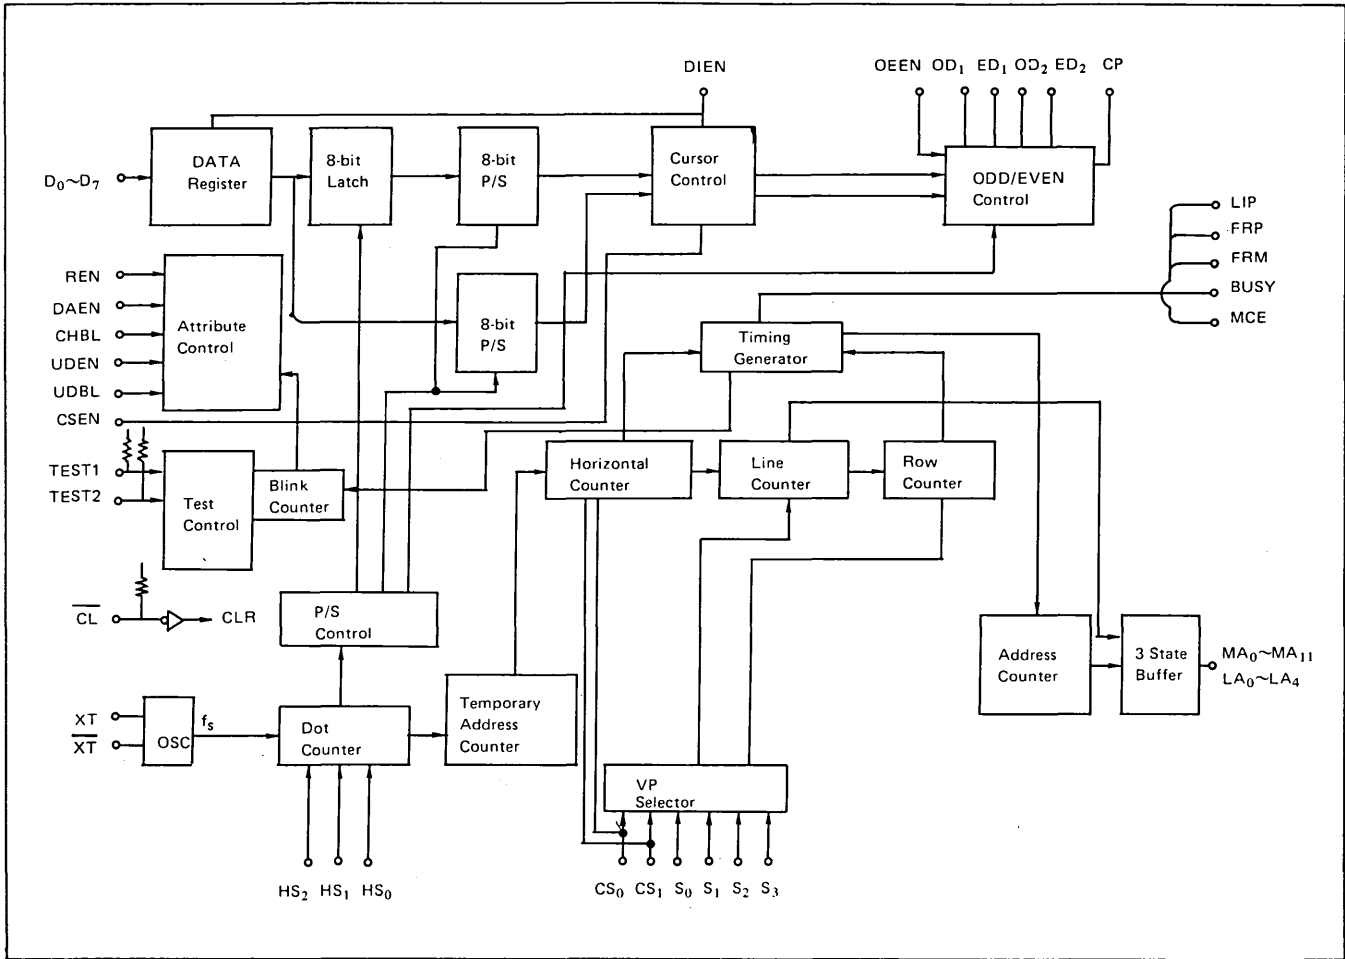 DIEN
OEEN OD1 ED1 OD2 ED2 CP
D0~D7
DATA
Register
8-bit
Latch
8-bit
P/S
Cursor
Control
ODD/EVEN
Control
LIP
FRP
FRM
BUSY
MCE
REN
DAEN
CHBL
UDEN
UDBL
CSEN
Attribute
Control
8-bit
P/S
Timing
Generator
TEST1
TEST2
Test
Control
Blink
Counter
Horizontal
Counter
Line
Counter
Row
Counter
C̅L̅
CLR
P/S
Control
Address
Counter
3 State
Buffer
MA0~MA11
LA0~LA4
XT
X̅T̅
OSC
fs
Dot
Counter
Temporary
Address
Counter
VP
Selector
HS2 HS1 HS0
CS0 CS1 S0 S1 S2 S3